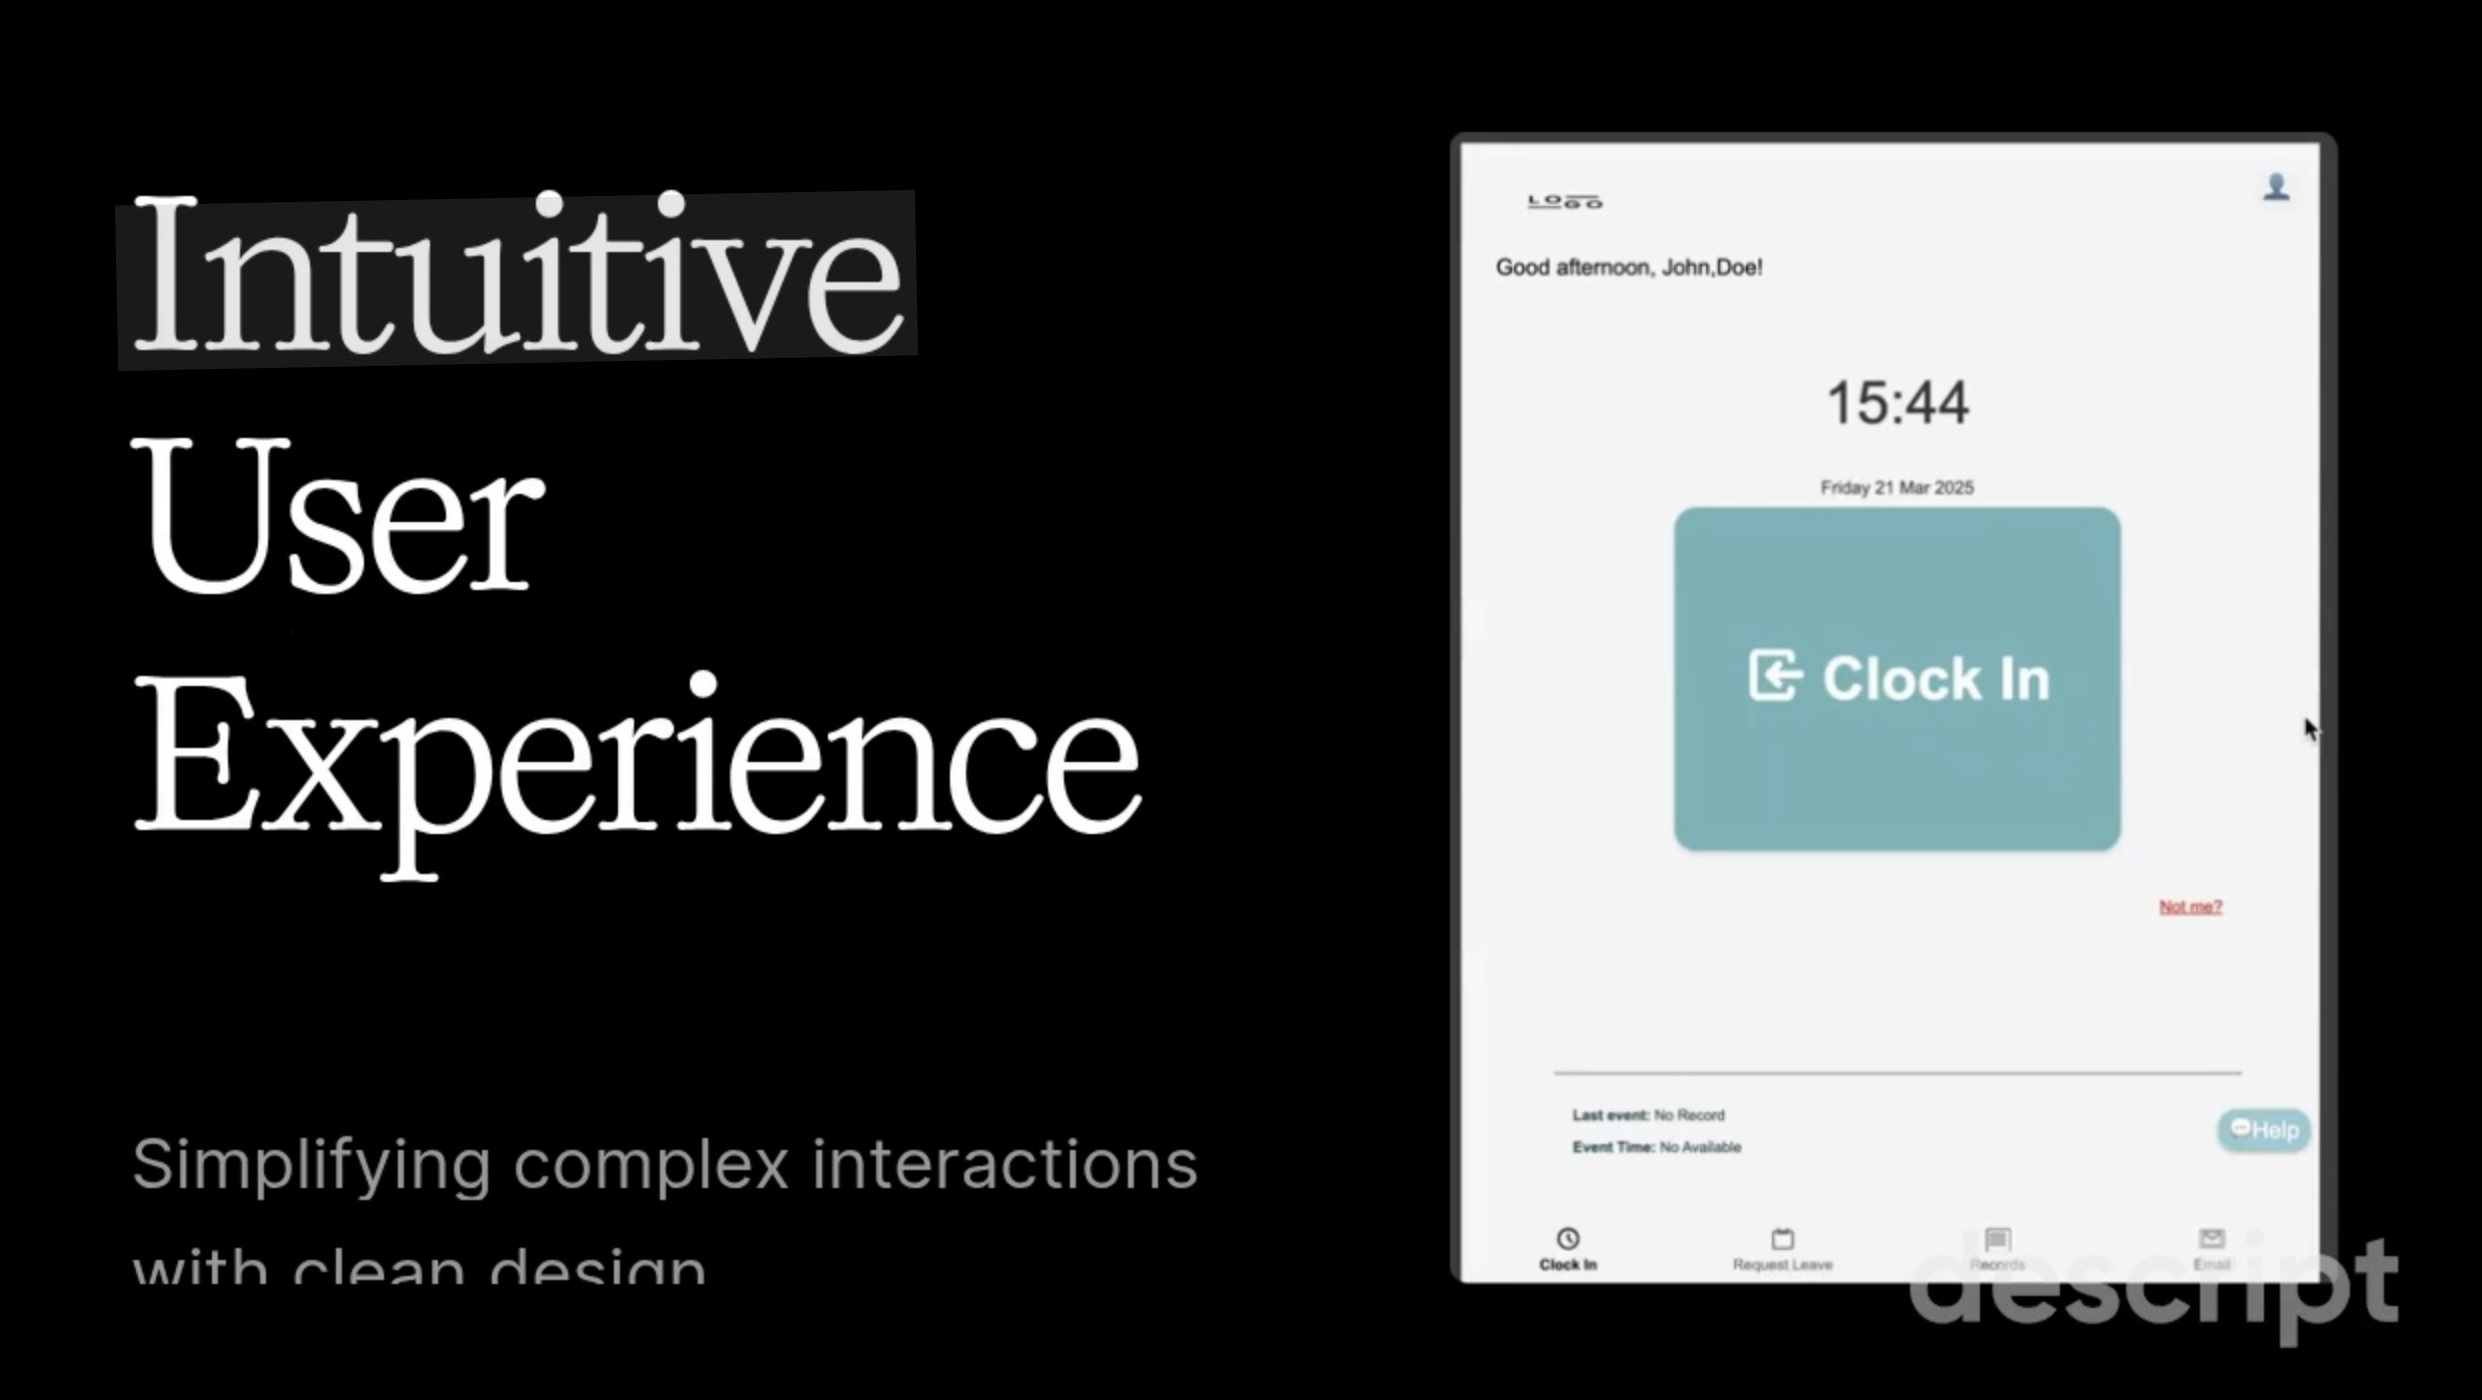 Intuitive
User
Experience
Simplifying complex interactions
with clean design
LOGO
Good afternoon, John,Doe!
15:44
Friday 21 Mar 2025
Clock In
Not me?
Last event: No Record
Event Time: No Available
Help
Clock In
Request Leave
Records
Email
descript